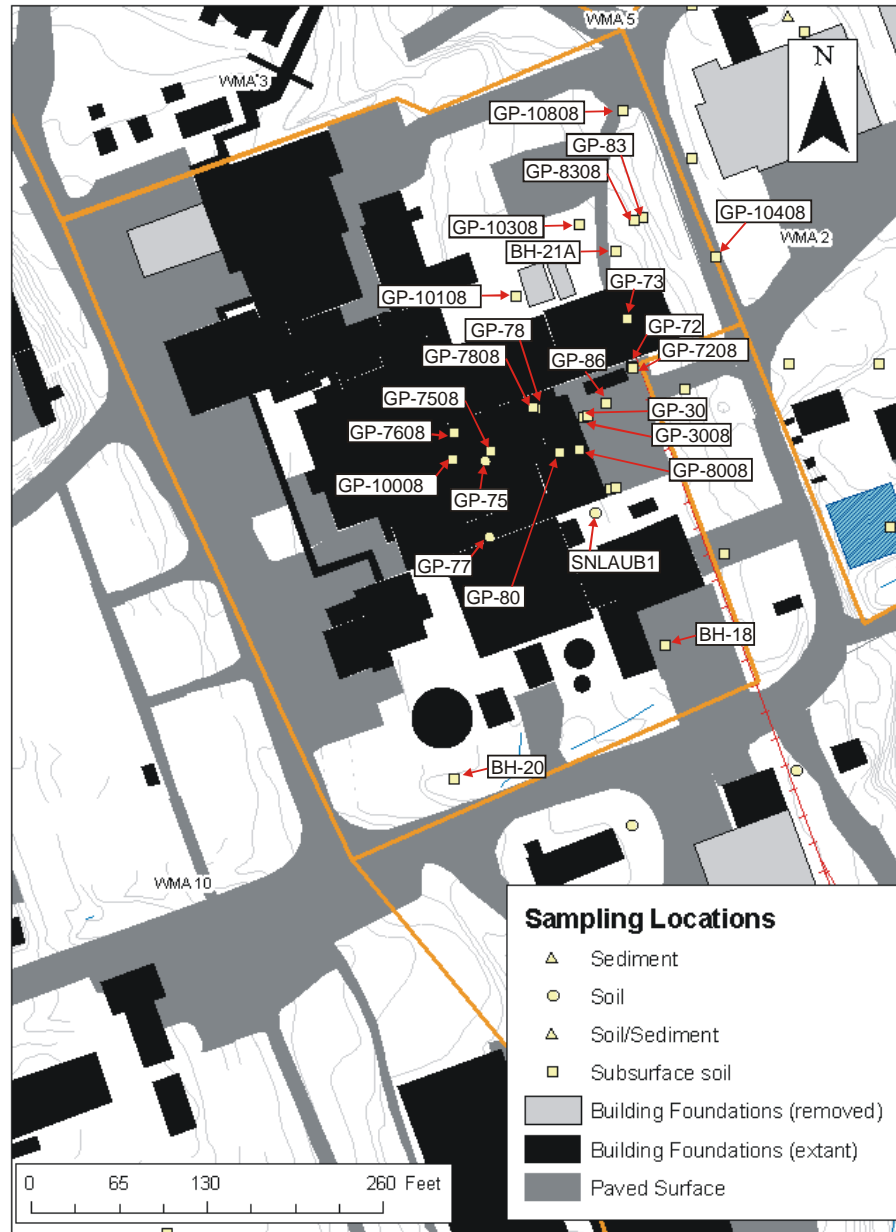 WMA 5
WMA 3
N
GP-10808
GP-83
GP-8308
GP-10408
GP-10308
WMA 2
BH-21A
GP-73
GP-10108
GP-78
GP-72
GP-7808
GP-86
GP-7208
GP-7508
GP-30
GP-7608
GP-3008
GP-10008
GP-75
GP-8008
GP-77
GP-80
SNLAUB1
BH-18
BH-20
WMA 10
Sampling Locations
Sediment
Soil
Soil/Sediment
Subsurface soil
Building Foundations (removed)
Building Foundations (extant)
Paved Surface
0 65 130 260 Feet